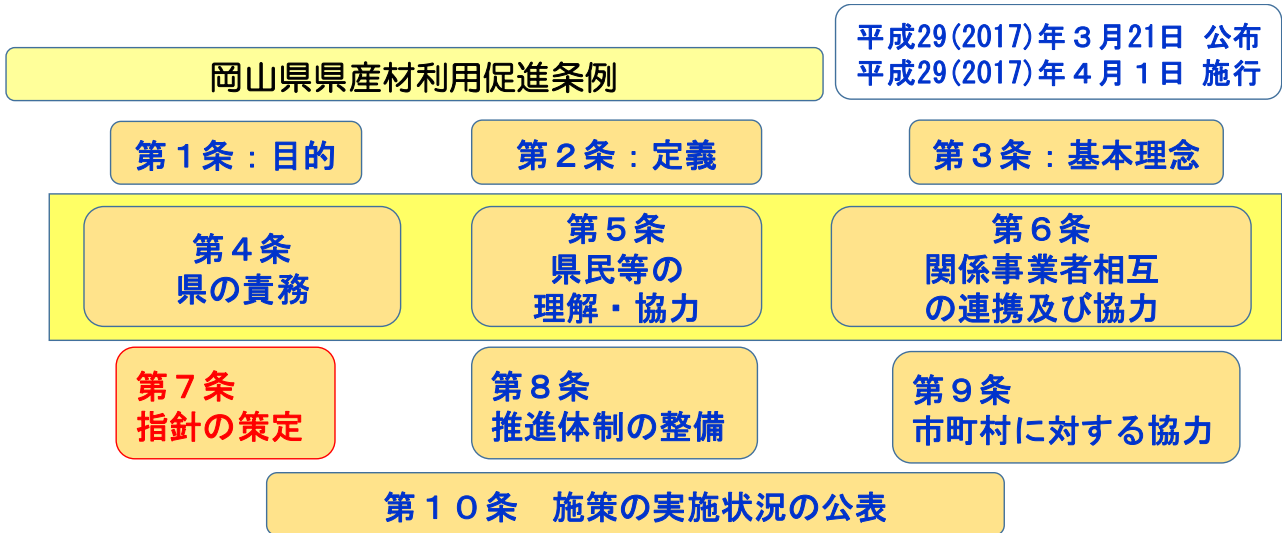 平成29(2017)年３月21日 公布
平成29(2017)年４月１日 施行
岡山県県産材利用促進条例
第１条：目的
第２条：定義
第３条：基本理念
第４条
県の責務
第５条
県民等の
理解・協力
第６条
関係事業者相互
の連携及び協力
第７条
指針の策定
第８条
推進体制の整備
第９条
市町村に対する協力
第１０条　施策の実施状況の公表